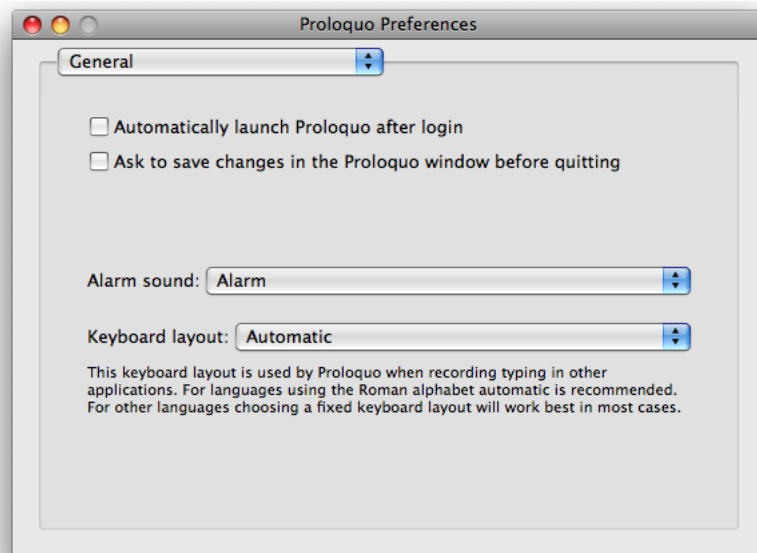 Proloquo Preferences
General
Automatically launch Proloquo after login
Ask to save changes in the Proloquo window before quitting
Alarm sound: Alarm
Keyboard layout: Automatic
This keyboard layout is used by Proloquo when recording typing in other
applications. For languages using the Roman alphabet automatic is recommended.
For other languages choosing a fixed keyboard layout will work best in most cases.